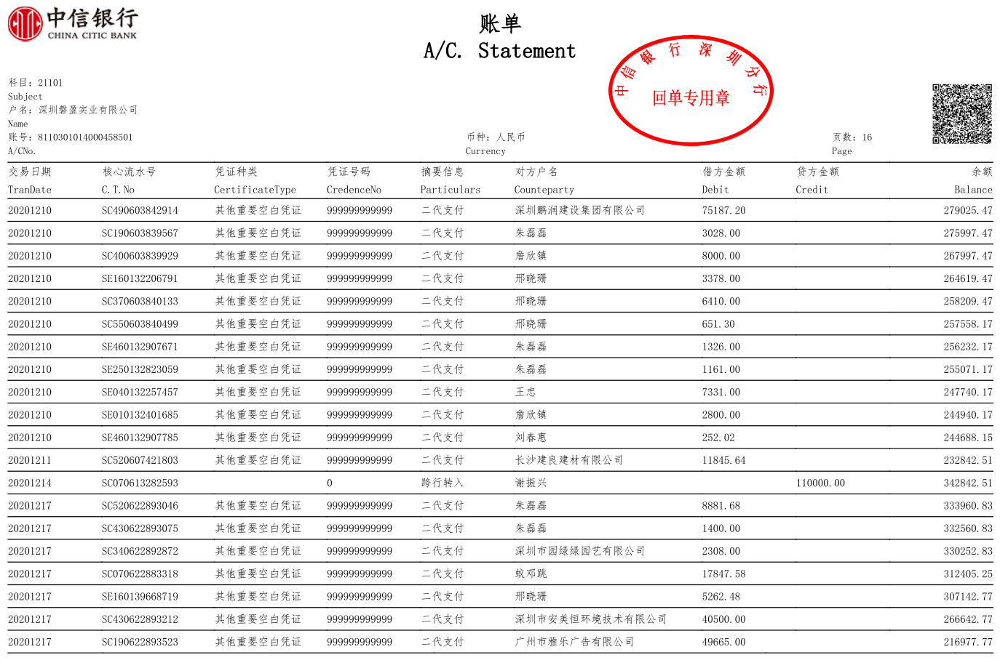 中信银行
CHINA CITIC BANK
账单
A/C. Statement
中信银行深圳分行
回单专用章
科目: 21101
Subject
户名: 深圳磐盈实业有限公司
Name
账号: 8110301014000458501 币种: 人民币 页数: 16
A/CNo. Currency Page
交易日期 核心流水号 凭证种类 凭证号码 摘要信息 对方户名 借方金额 贷方金额 余额
TranDate C.T.No CertificateType CredenceNo Particulars Counteparty Debit Credit Balance
20201210 SC490603842914 其他重要空白凭证 999999999999 二代支付 深圳鹏润建设集团有限公司 75187.20 279025.47
20201210 SC190603839567 其他重要空白凭证 999999999999 二代支付 朱磊磊 3028.00 275997.47
20201210 SC400603839929 其他重要空白凭证 999999999999 二代支付 詹欣镇 8000.00 267997.47
20201210 SE160132206791 其他重要空白凭证 999999999999 二代支付 邢晓珊 3378.00 264619.47
20201210 SC370603840133 其他重要空白凭证 999999999999 二代支付 邢晓珊 6410.00 258209.47
20201210 SC550603840499 其他重要空白凭证 999999999999 二代支付 邢晓珊 651.30 257558.17
20201210 SE460132907671 其他重要空白凭证 999999999999 二代支付 朱磊磊 1326.00 256232.17
20201210 SE250132823059 其他重要空白凭证 999999999999 二代支付 朱磊磊 1161.00 255071.17
20201210 SE040132257457 其他重要空白凭证 999999999999 二代支付 王忠 7331.00 247740.17
20201210 SE010132401685 其他重要空白凭证 999999999999 二代支付 詹欣镇 2800.00 244940.17
20201210 SE460132907785 其他重要空白凭证 999999999999 二代支付 刘春惠 252.02 244688.15
20201211 SC520607421803 其他重要空白凭证 999999999999 二代支付 长沙建良建材有限公司 11845.64 232842.51
20201214 SC070613282593 0 跨行转入 谢振兴 110000.00 342842.51
20201217 SC520622893046 其他重要空白凭证 999999999999 二代支付 朱磊磊 8881.68 333960.83
20201217 SC430622893075 其他重要空白凭证 999999999999 二代支付 朱磊磊 1400.00 332560.83
20201217 SC340622892872 其他重要空白凭证 999999999999 二代支付 深圳市园绿绿园艺有限公司 2308.00 330252.83
20201217 SC070622883318 其他重要空白凭证 999999999999 二代支付 蚁邓跳 17847.58 312405.25
20201217 SE160139668719 其他重要空白凭证 999999999999 二代支付 邢晓珊 5262.48 307142.77
20201217 SC430622893212 其他重要空白凭证 999999999999 二代支付 深圳市安美恒环境技术有限公司 40500.00 266642.77
20201217 SC190622893523 其他重要空白凭证 999999999999 二代支付 广州市雅乐广告有限公司 49665.00 216977.77